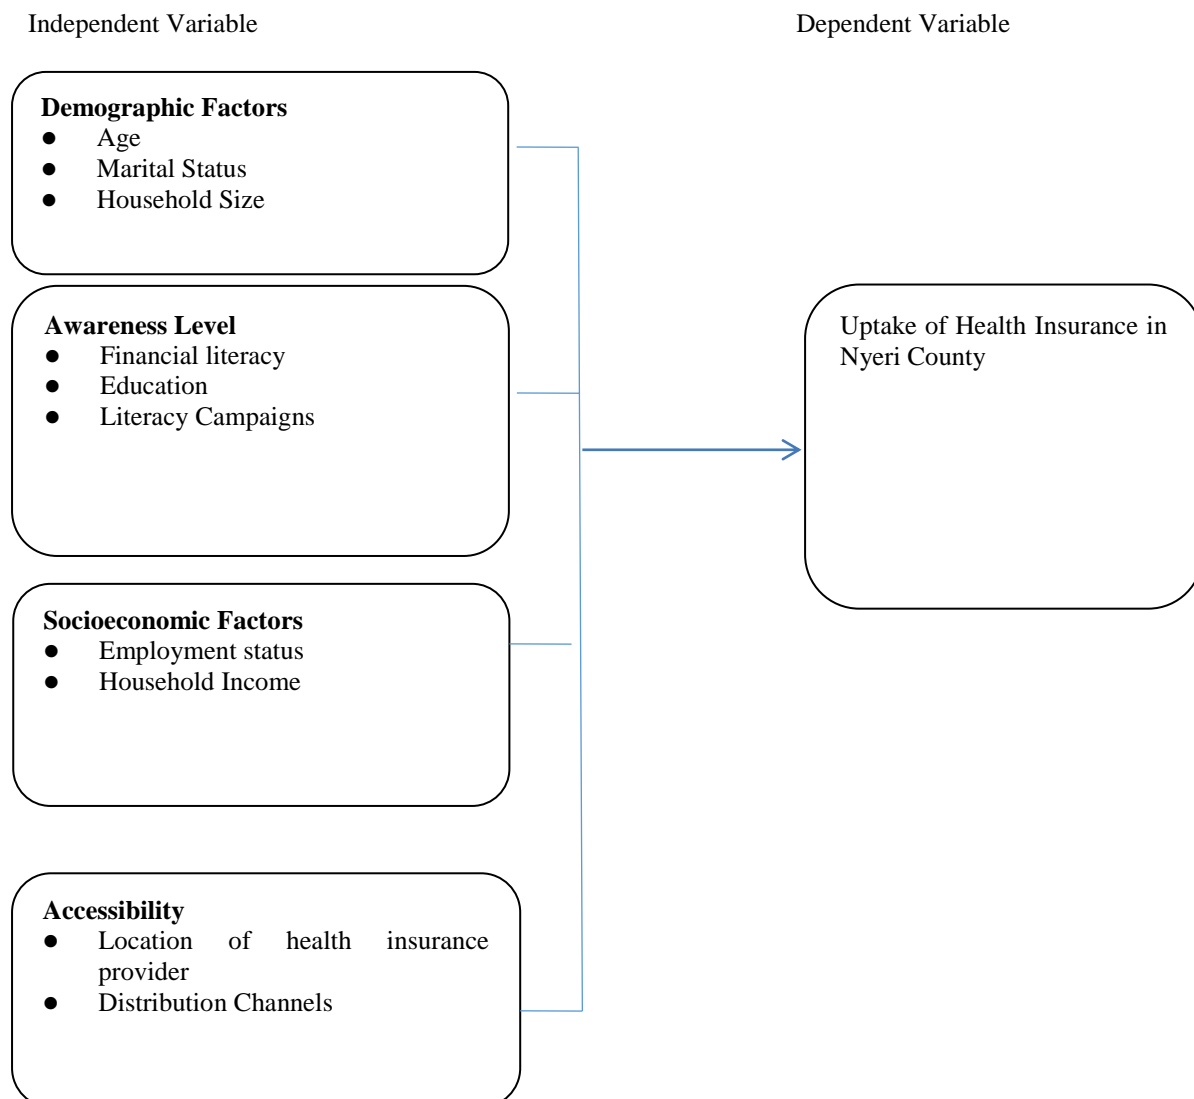 Independent Variable
Dependent Variable
Demographic Factors
● Age
● Marital Status
● Household Size
Awareness Level
● Financial literacy
● Education
● Literacy Campaigns
Uptake of Health Insurance in
Nyeri County
Socioeconomic Factors
● Employment status
● Household Income
Accessibility
● Location of health insurance
provider
● Distribution Channels